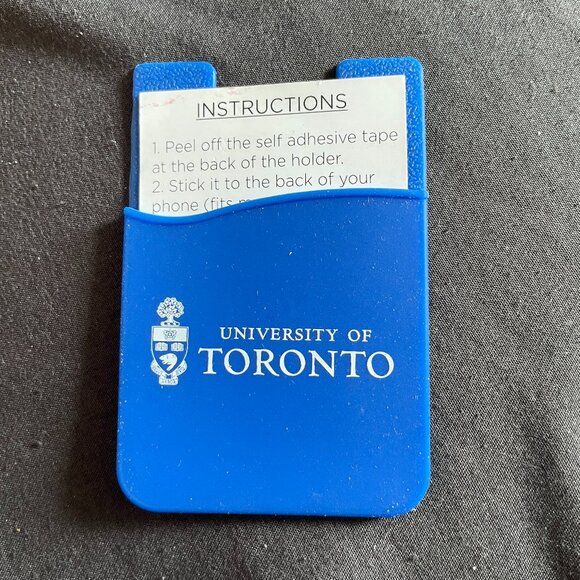 INSTRUCTIONS
1. Peel off the self adhesive tape
at the back of the holder.
2. Stick it to the back of your
phone (fits
UNIVERSITY OF
TORONTO